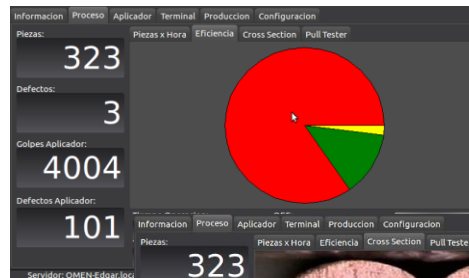 Informacion Proceso Aplicador Terminal Produccion Configuracion
Piezas:
323
Piezas x Hora Eficiencia Cross Section Pull Tester
Defectos:
3
Golpes Aplicador:
4004
Defectos Aplicador:
101
Informacion Proceso Aplicador Terminal Produccion Configuracion
Piezas:
323
Piezas x Hora Eficiencia Cross Section Pull Teste
Servidor: OMEN-Edgar.loca